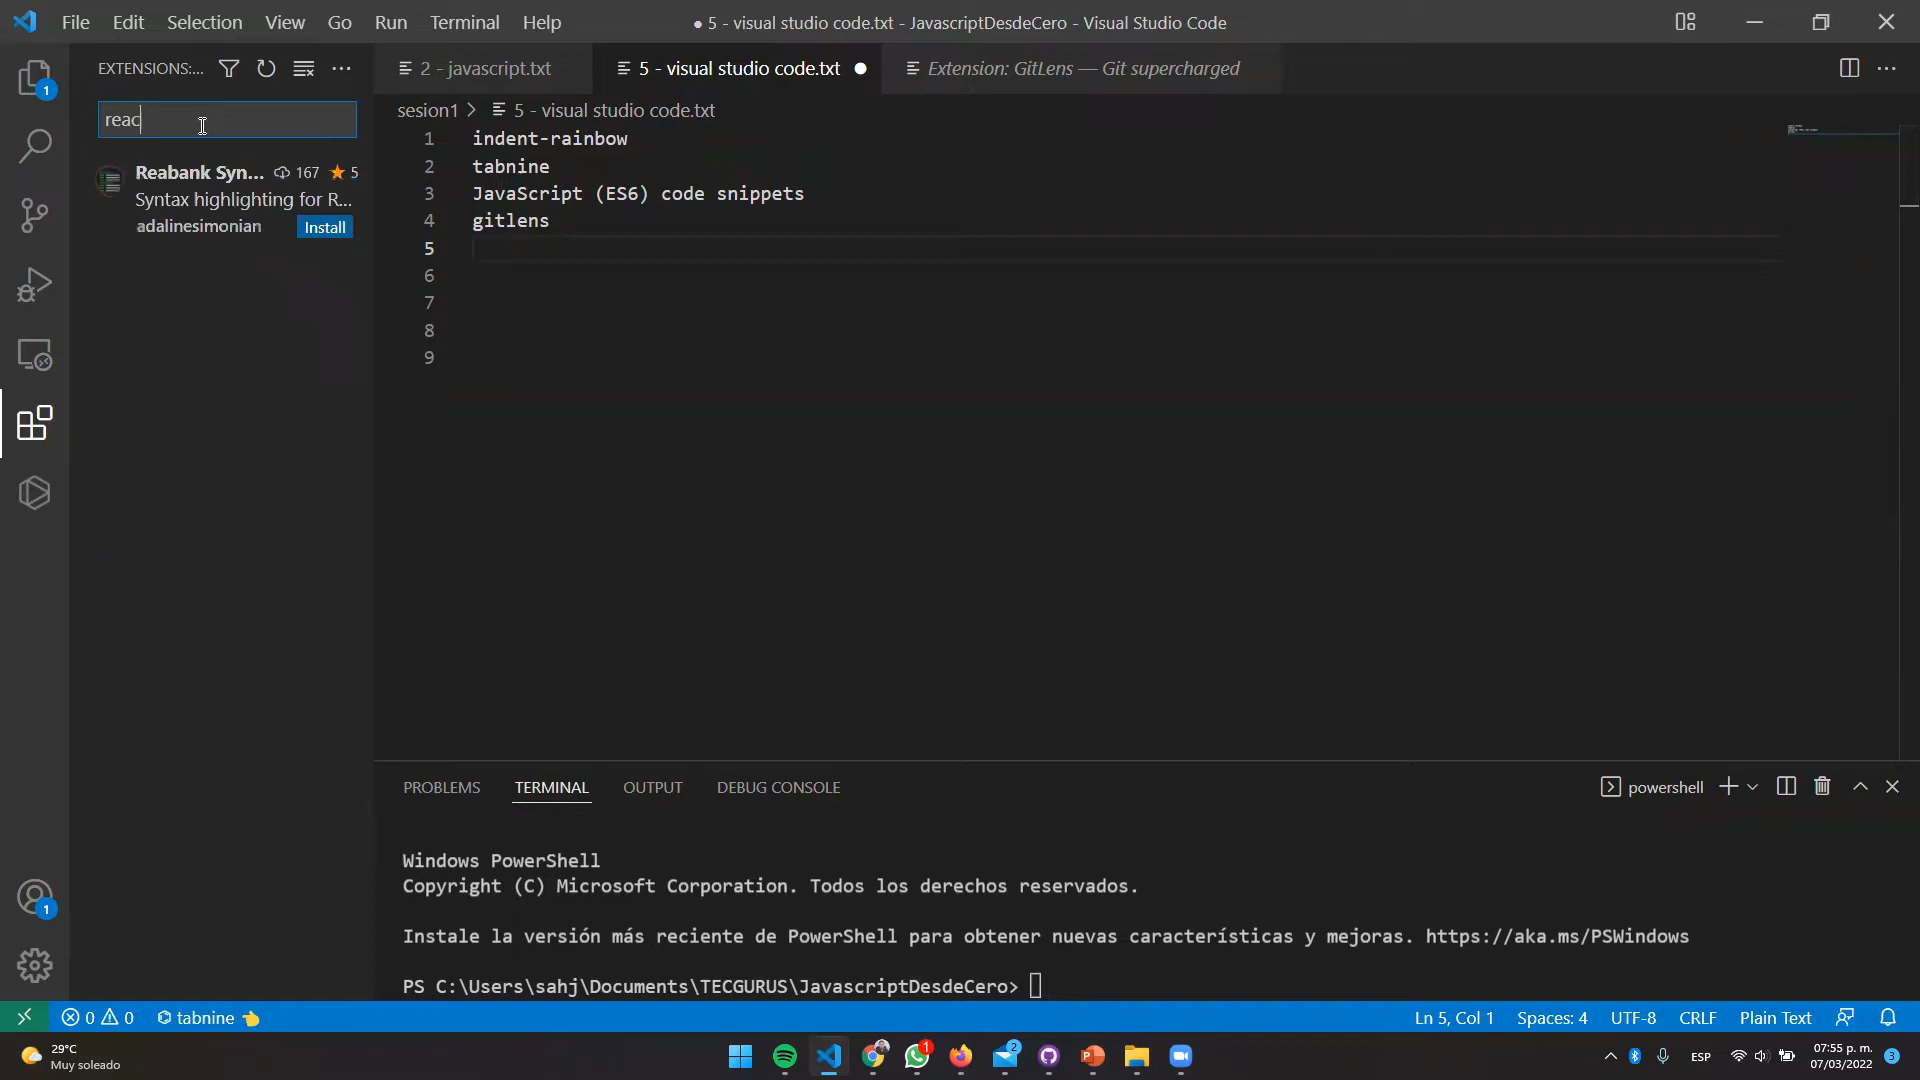 File Edit Selection View Go Run Terminal Help
● 5 - visual studio code.txt - JavascriptDesdeCero - Visual Studio Code
EXTENSIONS:...
2 - javascript.txt
5 - visual studio code.txt
Extension: GitLens — Git supercharged
1
reac
sesion1 > 5 - visual studio code.txt
Reabank Syn... 167 5
Syntax highlighting for R...
adalinesimonian Install
1 indent-rainbow
2 tabnine
3 JavaScript (ES6) code snippets
4 gitlens
5
6
7
8
9
PROBLEMS TERMINAL OUTPUT DEBUG CONSOLE
powershell
Windows PowerShell
Copyright (C) Microsoft Corporation. Todos los derechos reservados.
Instale la versión más reciente de PowerShell para obtener nuevas características y mejoras. https://aka.ms/PSWindows
PS C:\Users\sahj\Documents\TECGURUS\JavascriptDesdeCero>
1
0 0 tabnine
Ln 5, Col 1 Spaces: 4 UTF-8 CRLF Plain Text
29°C
Muy soleado
1
2
ESP
07:55 p. m.
07/03/2022
3